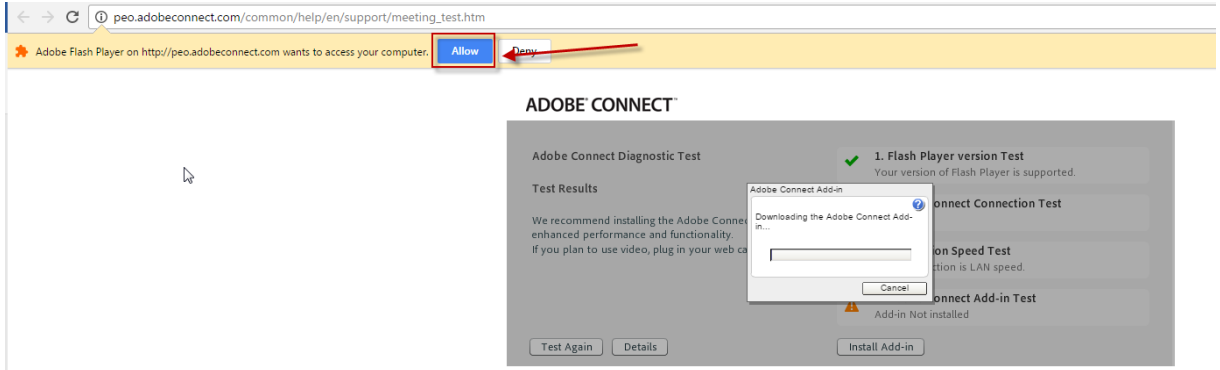 peo.adobeconnect.com/common/help/en/support/meeting_test.htm
Adobe Flash Player on http://peo.adobeconnect.com wants to access your computer. Allow Deny
ADOBE® CONNECT™
Adobe Connect Diagnostic Test
Test Results
We recommend installing the Adobe Connec
enhanced performance and functionality.
If you plan to use video, plug in your web ca
1. Flash Player version Test
Your version of Flash Player is supported.
onnect Connection Test
ion Speed Test
ction is LAN speed.
onnect Add-in Test
Add-in Not installed
Adobe Connect Add-in
?
Downloading the Adobe Connect Add-
in...
Cancel
Test Again Details Install Add-in